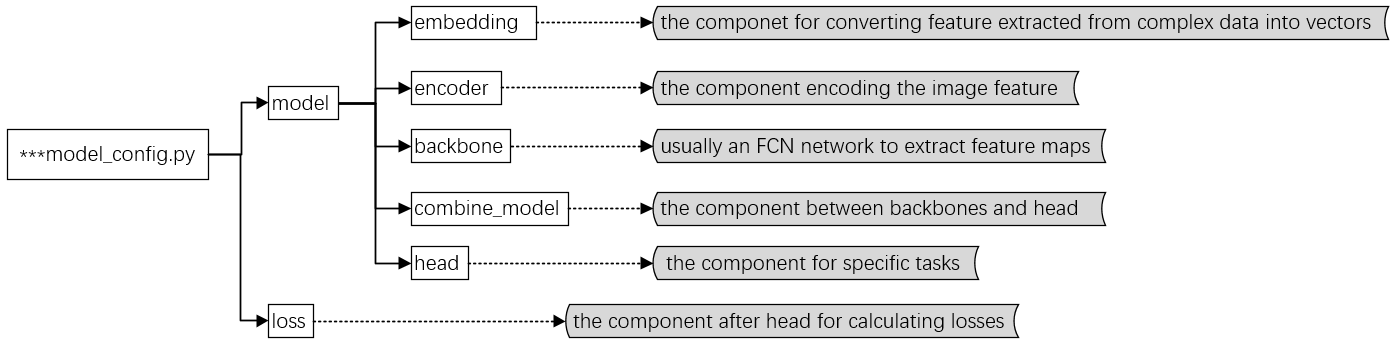 embedding
the componet for converting feature extracted from complex data into vectors
encoder
the component encoding the image feature
model
backbone
usually an FCN network to extract feature maps
***model_config.py
combine_model
the component between backbones and head
head
the component for specific tasks
loss
the component after head for calculating losses